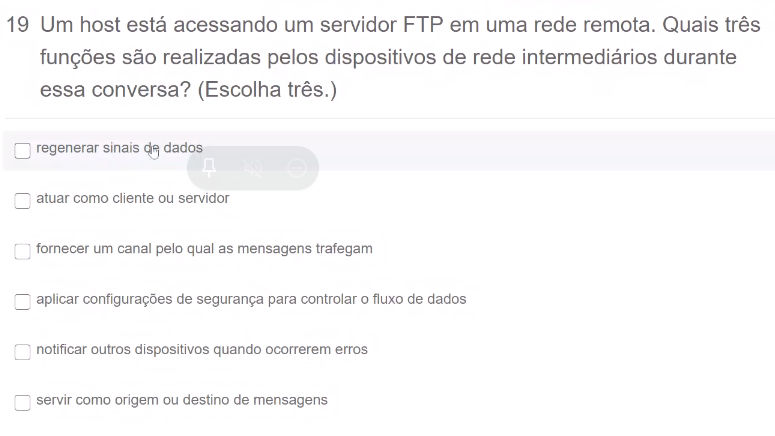 19 Um host está acessando um servidor FTP em uma rede remota. Quais três
funções são realizadas pelos dispositivos de rede intermediários durante
essa conversa? (Escolha três.)
regenerar sinais de dados
atuar como cliente ou servidor
fornecer um canal pelo qual as mensagens trafegam
aplicar configurações de segurança para controlar o fluxo de dados
notificar outros dispositivos quando ocorrerem erros
servir como origem ou destino de mensagens